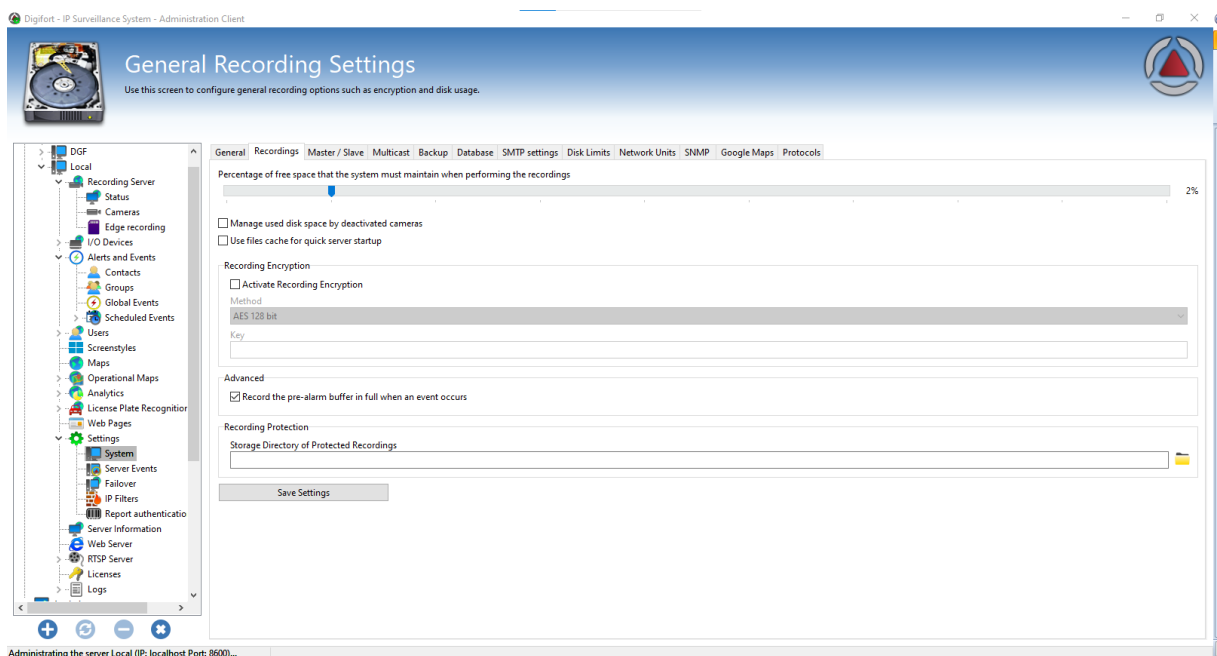 Digifort - IP Surveillance System - Administration Client
General Recording Settings
Use this screen to configure general recording options such as encryption and disk usage.
DGF
Local
Recording Server
Status
Cameras
Edge recording
I/O Devices
Alerts and Events
Contacts
Groups
Global Events
Scheduled Events
Users
Screenstyles
Maps
Operational Maps
Analytics
License Plate Recognition
Web Pages
Settings
System
Server Events
Failover
IP Filters
Report authenticatio
Server Information
Web Server
RTSP Server
Licenses
Logs
General Recordings Master / Slave Multicast Backup Database SMTP settings Disk Limits Network Units SNMP Google Maps Protocols
Percentage of free space that the system must maintain when performing the recordings
2%
Manage used disk space by deactivated cameras
Use files cache for quick server startup
Recording Encryption
Activate Recording Encryption
Method
AES 128 bit
Key
Advanced
Record the pre-alarm buffer in full when an event occurs
Recording Protection
Storage Directory of Protected Recordings
Save Settings
Administrating the server Local (IP: localhost Port: 8600)...